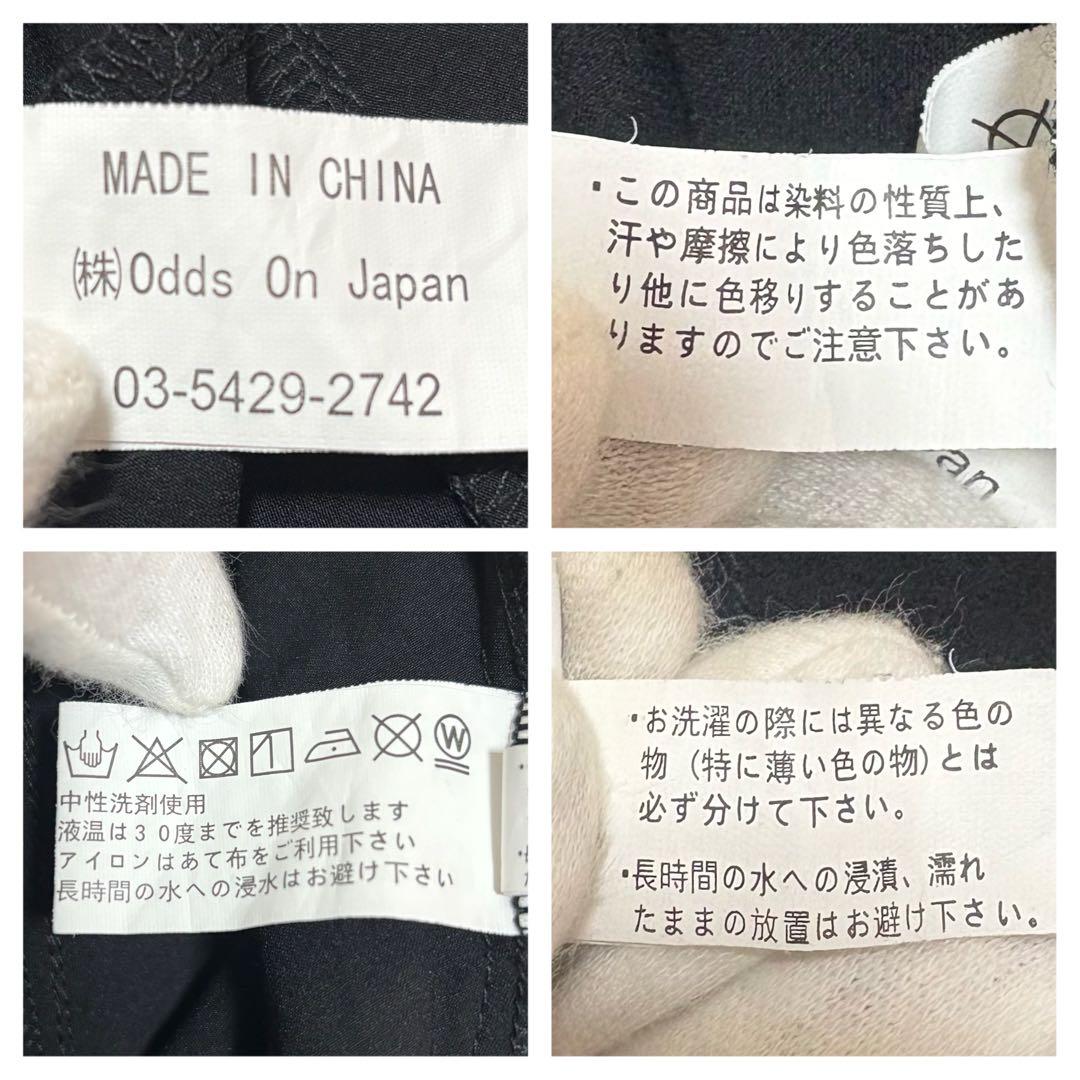 MADE IN CHINA
(株)Odds On Japan
03-5429-2742
・この商品は染料の性質上、
汗や摩擦により色落ちした
り他に色移りすることがあ
りますのでご注意下さい。
an
W
中性洗剤使用
液温は30度までを推奨致します
アイロンはあて布をご利用下さい
長時間の水への浸水はお避け下さい
・お洗濯の際には異なる色の
物(特に薄い色の物)とは
必ず分けて下さい。
・長時間の水への浸漬、濡れ
たままの放置はお避け下さい。